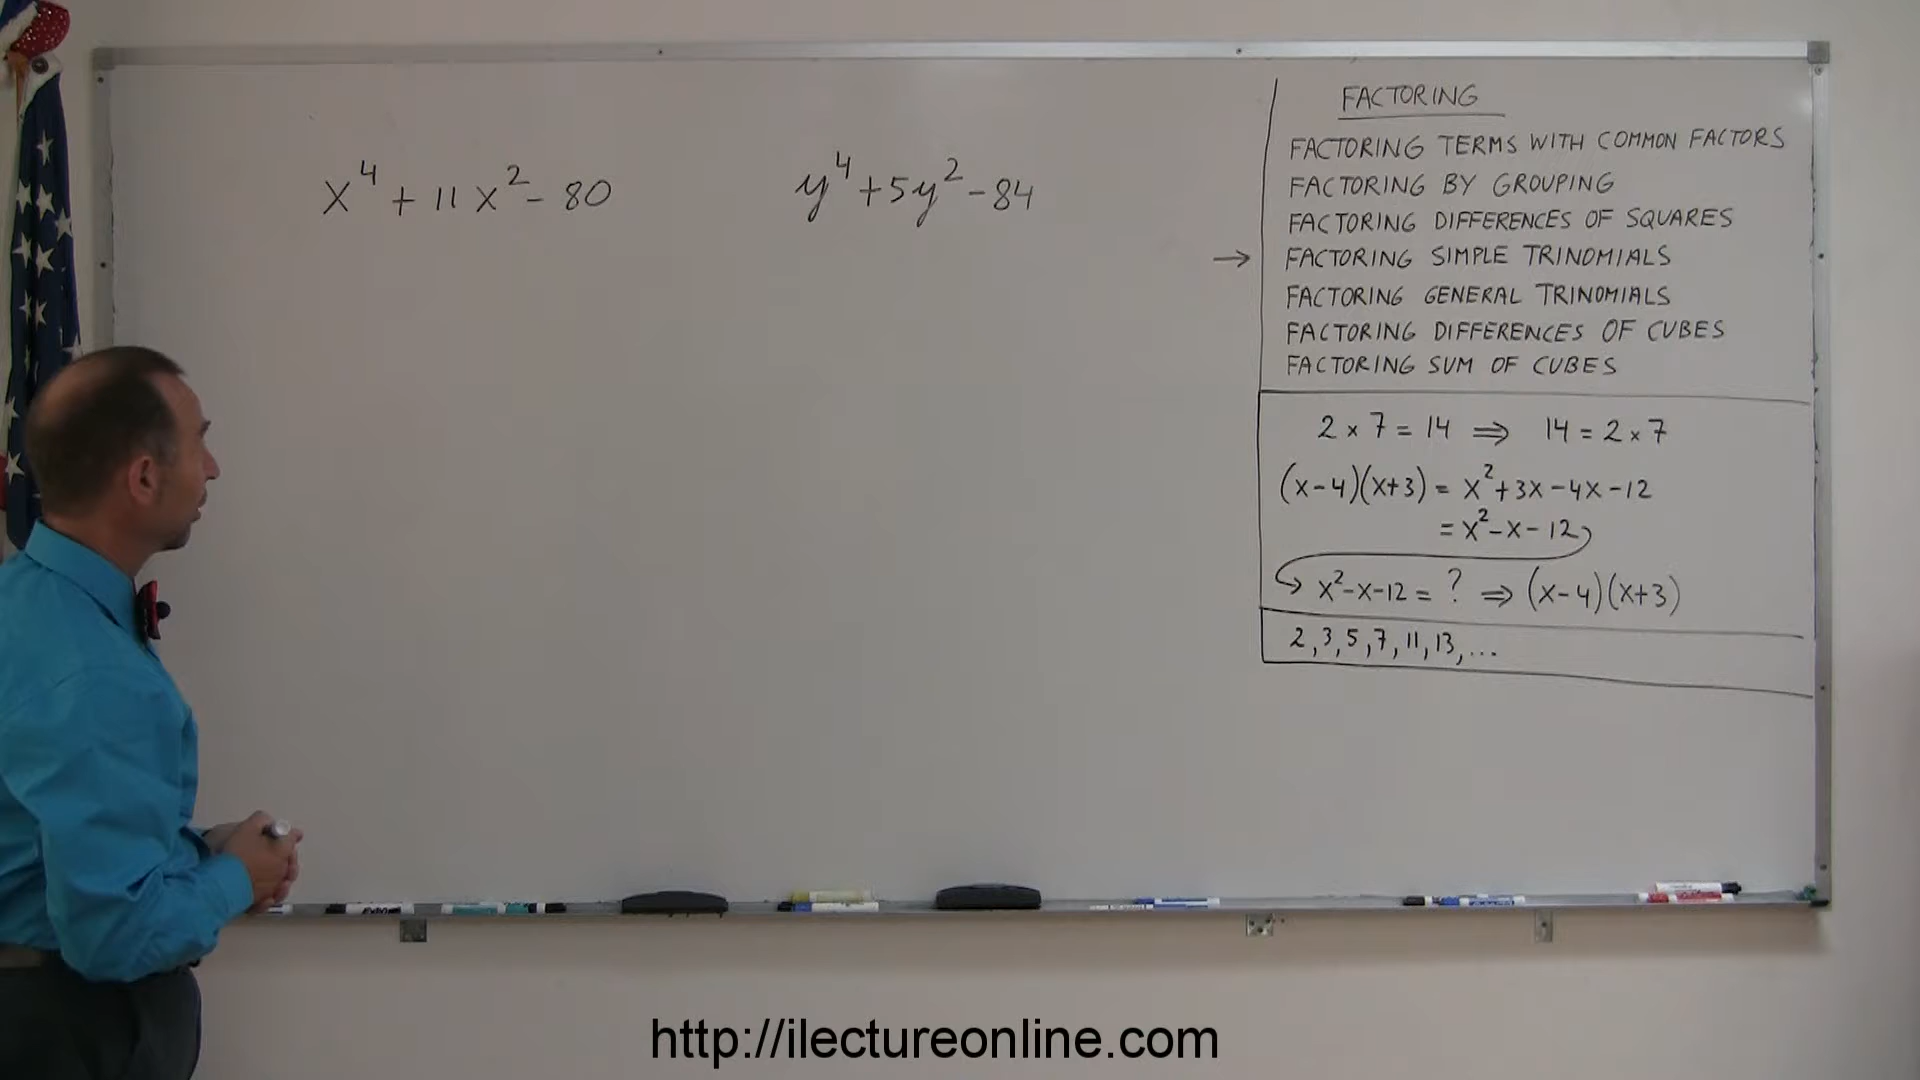 x⁴ + 11x² - 80
y⁴ + 5y² - 84
FACTORING
FACTORING TERMS WITH COMMON FACTORS
FACTORING BY GROUPING
FACTORING DIFFERENCES OF SQUARES
→ FACTORING SIMPLE TRINOMIALS
FACTORING GENERAL TRINOMIALS
FACTORING DIFFERENCES OF CUBES
FACTORING SUM OF CUBES
2 × 7 = 14 ⇒ 14 = 2 × 7
(x-4)(x+3) = x² + 3x - 4x - 12
= x² - x - 12
x² - x - 12 = ? ⇒ (x-4)(x+3)
2, 3, 5, 7, 11, 13, ...
http://ilectureonline.com